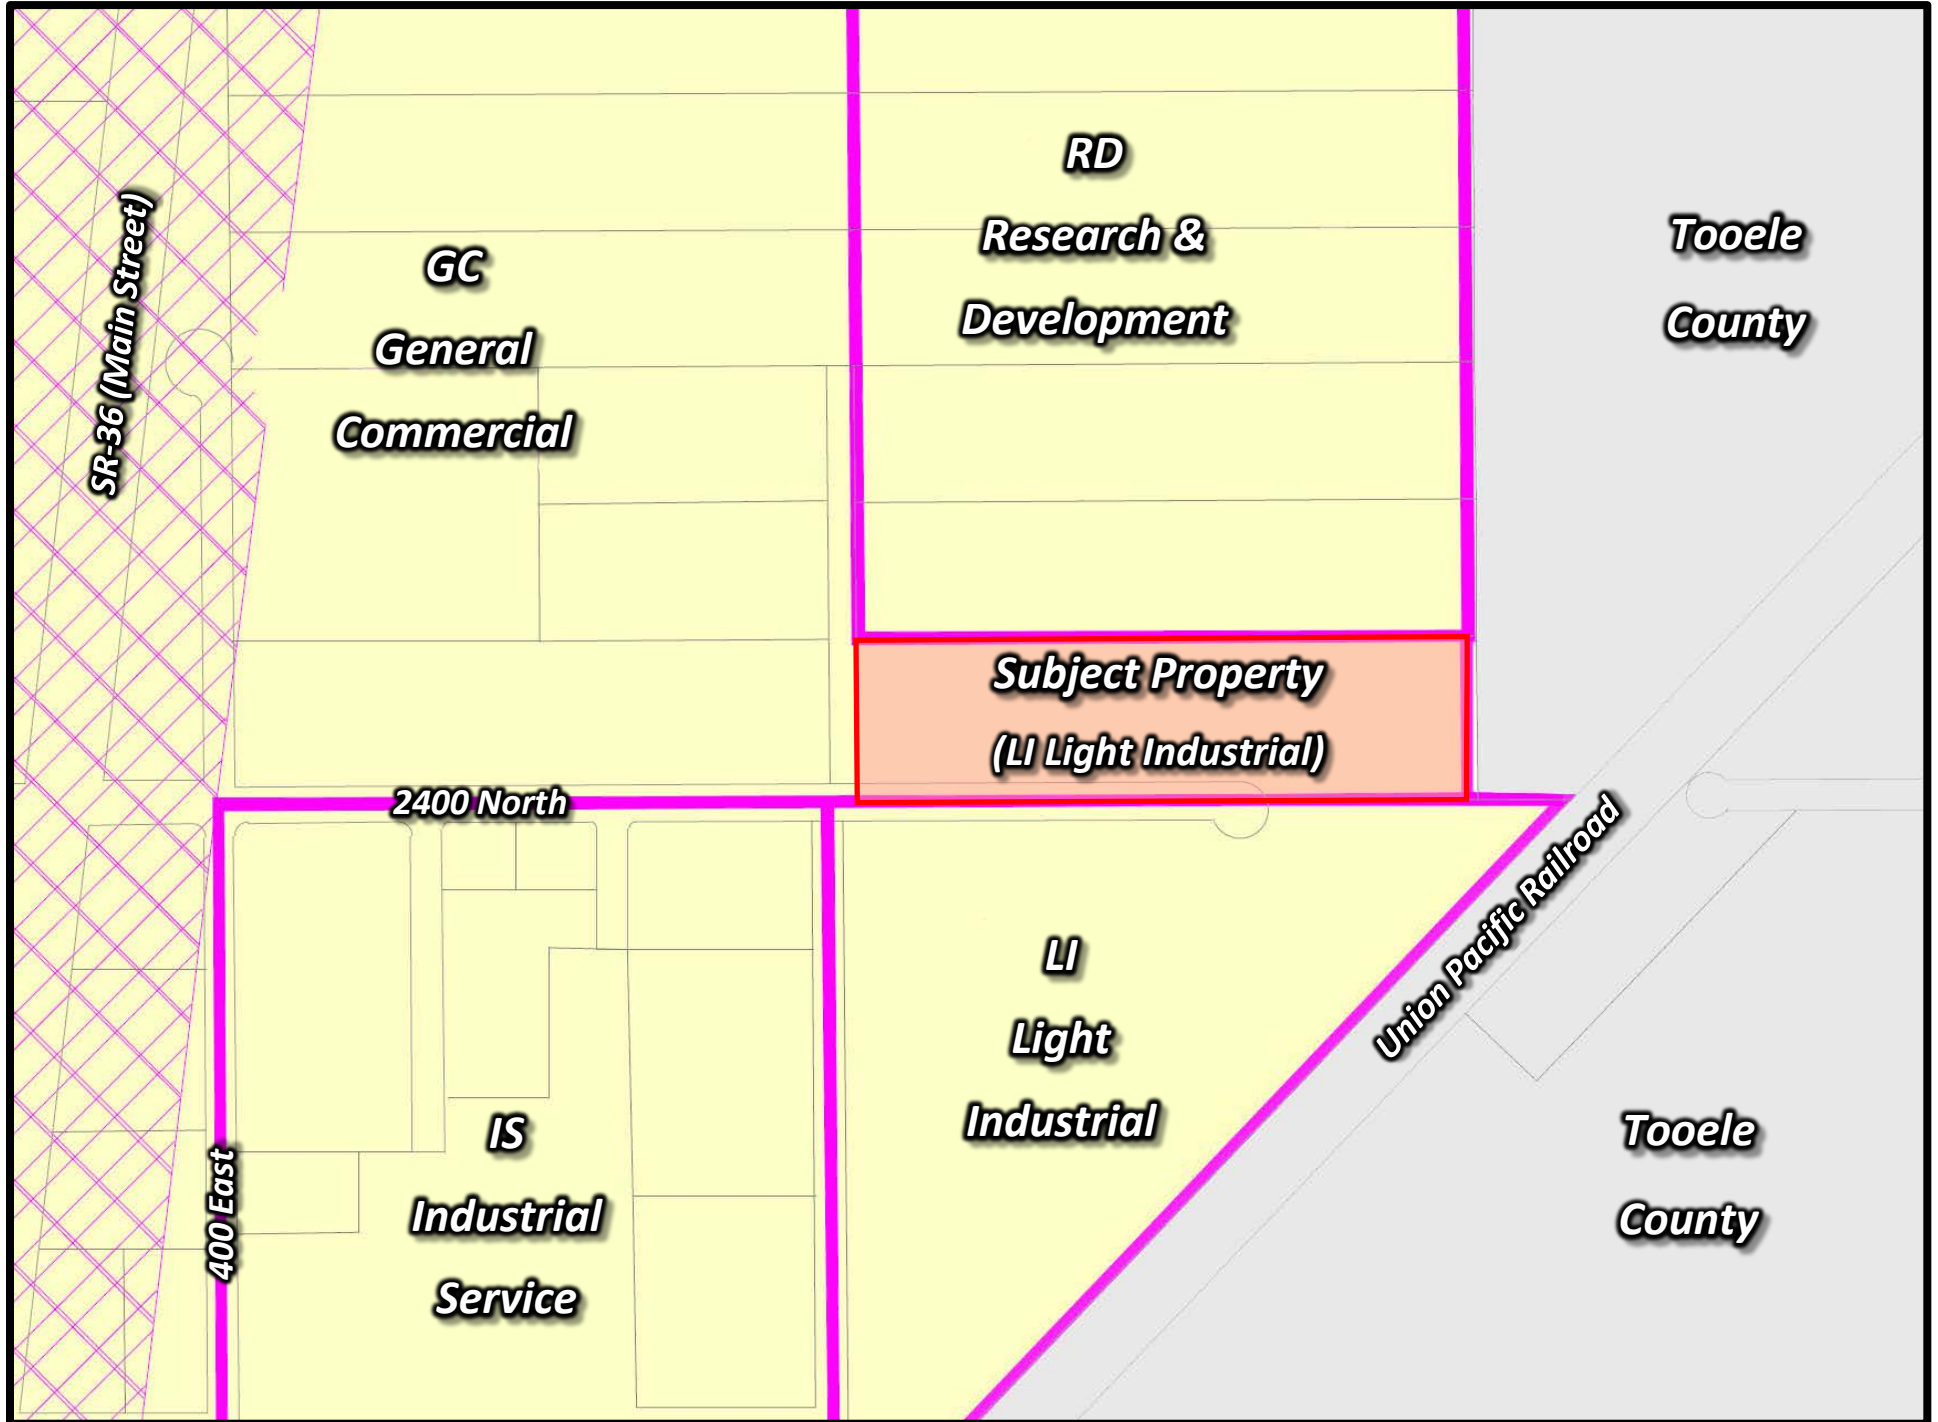 RD
Research &
Development
Tooele
County
GC
General
Commercial
SR-36 (Main Street)
Subject Property
(LI Light Industrial)
2400 North
Union Pacific Railroad
LI
Light
Industrial
IS
Industrial
Service
400 East
Tooele
County